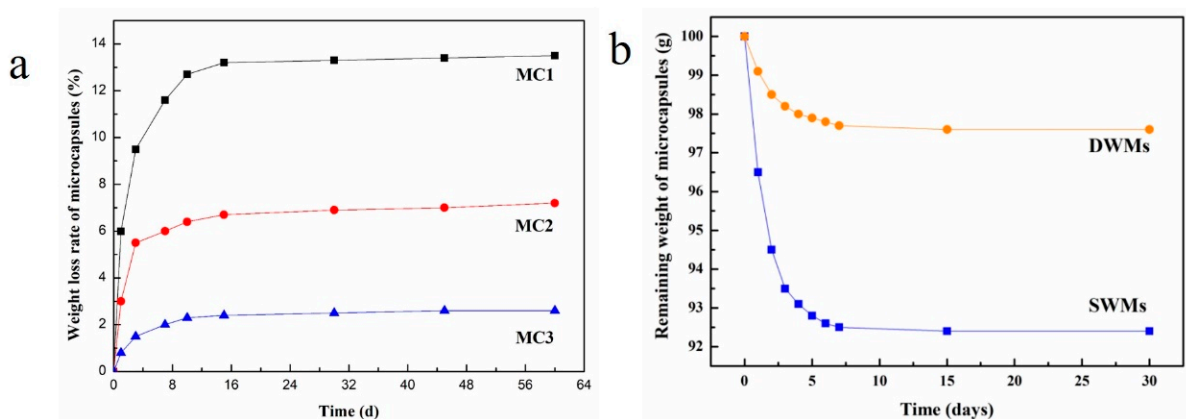 a
Weight loss rate of microcapsules (%)
14
12
10
8
6
4
2
0
0 8 16 24 32 40 48 56 64
Time (d)
MC1
MC2
MC3
b
Remaining weight of microcapsules (g)
100
99
98
97
96
95
94
93
92
0 5 10 15 20 25 30
Time (days)
DWMs
SWMs